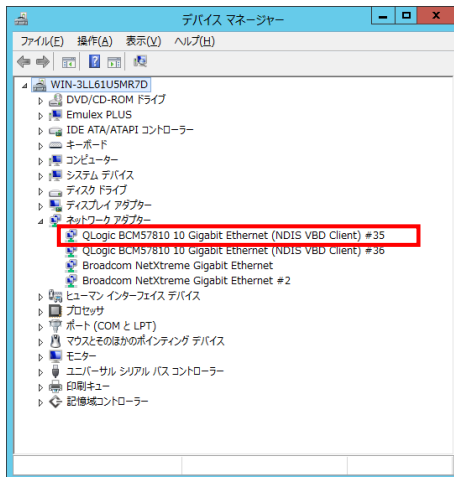 デバイス マネージャー
ファイル(F) 操作(A) 表示(V) ヘルプ(H)
WIN-3LL61U5MR7D
DVD/CD-ROM ドライブ
Emulex PLUS
IDE ATA/ATAPI コントローラー
キーボード
コンピューター
システム デバイス
ディスク ドライブ
ディスプレイ アダプター
ネットワーク アダプター
QLogic BCM57810 10 Gigabit Ethernet (NDIS VBD Client) #35
QLogic BCM57810 10 Gigabit Ethernet (NDIS VBD Client) #36
Broadcom NetXtreme Gigabit Ethernet
Broadcom NetXtreme Gigabit Ethernet #2
ヒューマン インターフェイス デバイス
プロセッサ
ポート (COM と LPT)
マウスとそのほかのポインティング デバイス
モニター
ユニバーサル シリアル バス コントローラー
印刷キュー
記憶域コントローラー